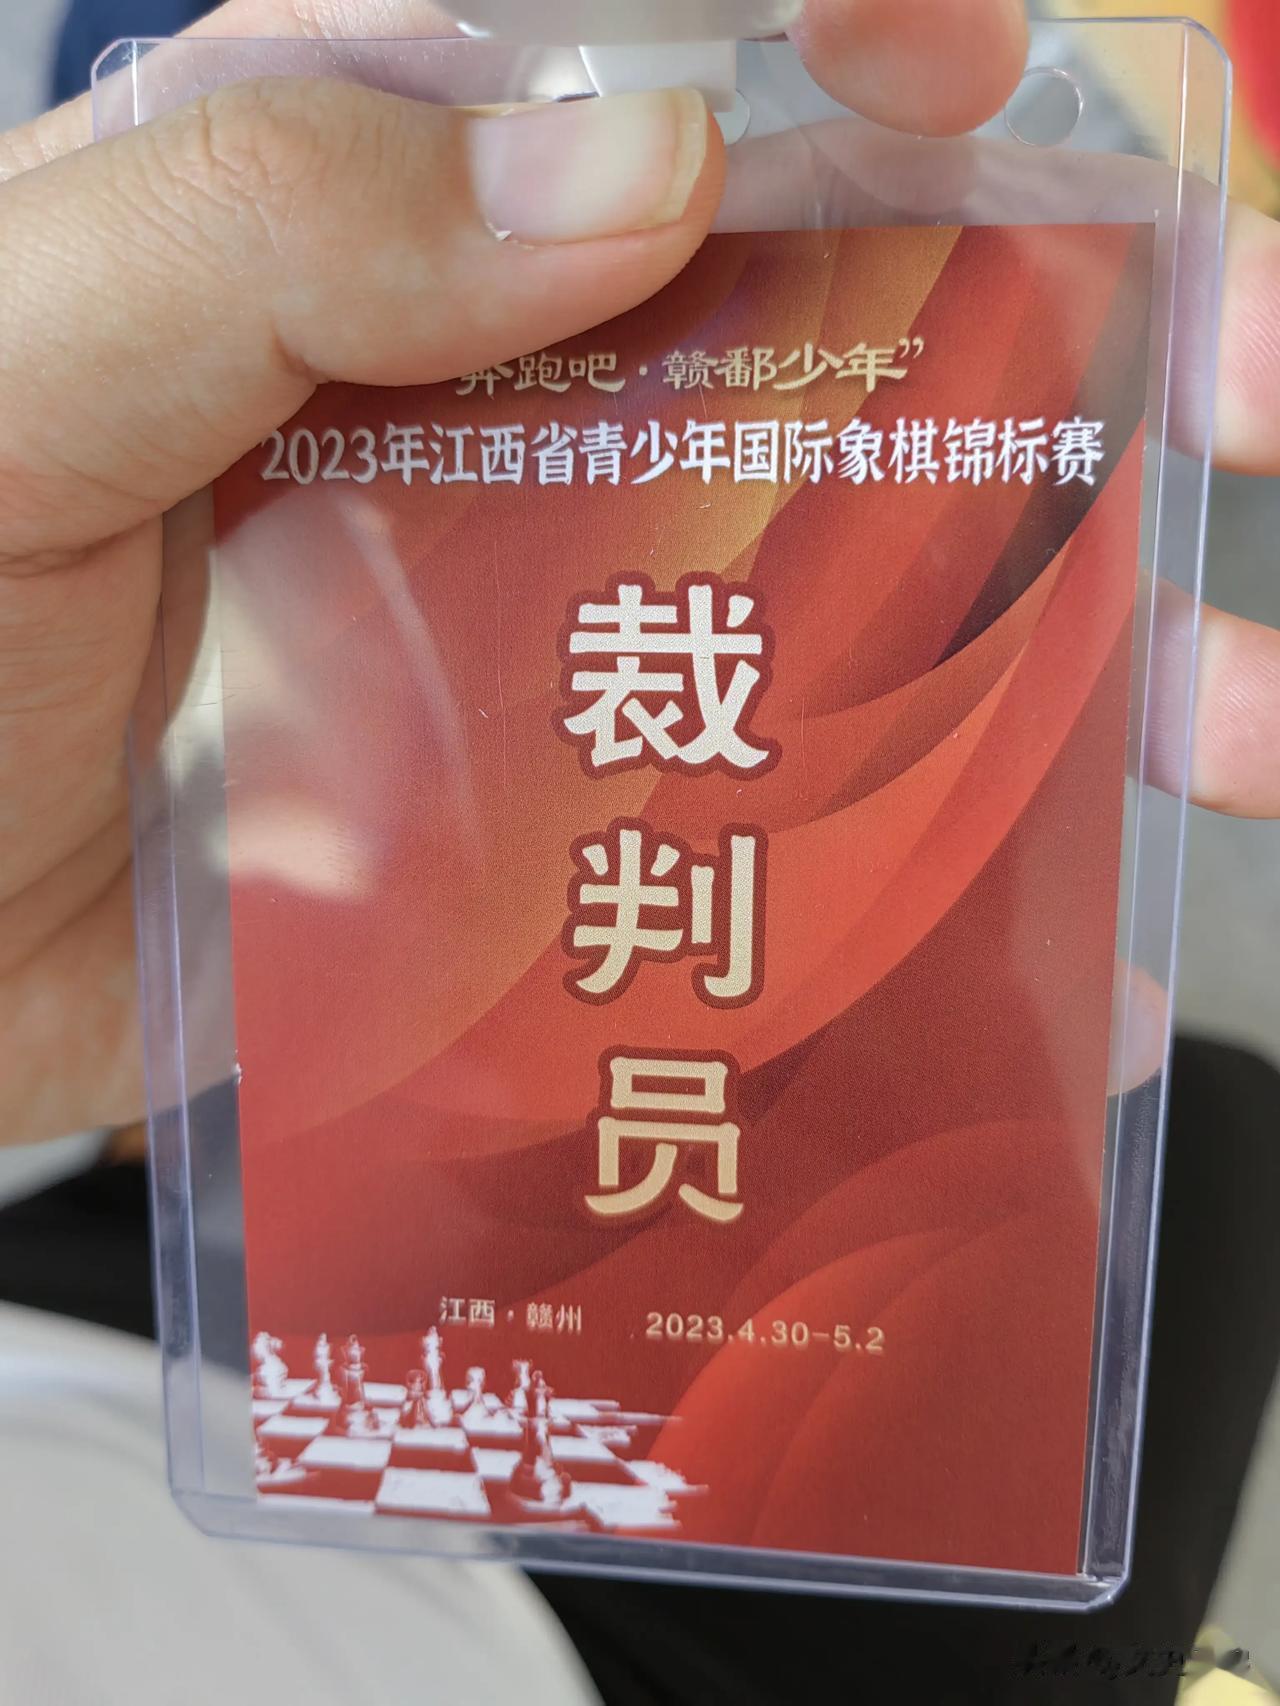 奔跑吧·赣鄱少年”
2023年江西省青少年国际象棋锦标赛
裁
判
员
江西·赣州 2023.4.30-5.2